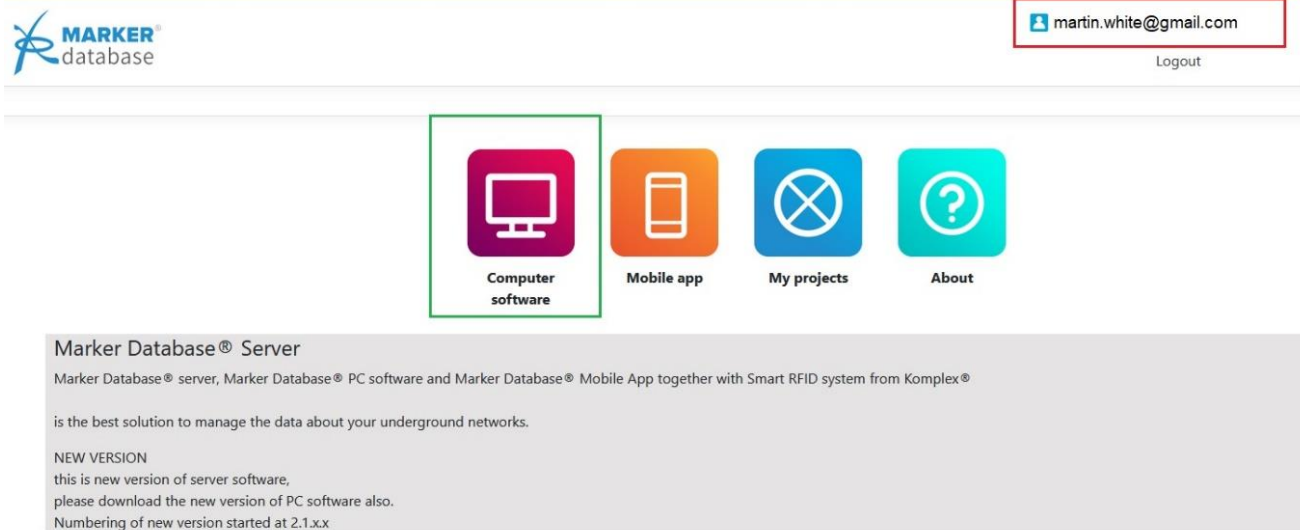 MARKER®
database
martin.white@gmail.com
Logout
Computer
software
Mobile app
My projects
About
Marker Database® Server
Marker Database® server, Marker Database® PC software and Marker Database® Mobile App together with Smart RFID system from Komplex®
is the best solution to manage the data about your underground networks.
NEW VERSION
this is new version of server software,
please download the new version of PC software also.
Numbering of new version started at 2.1.x.x